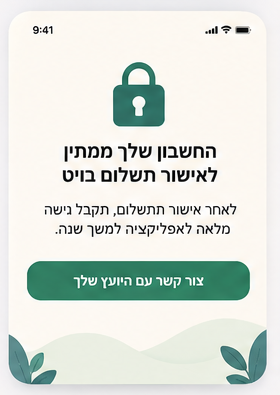 9:41
החשבון שלך ממתין
לאישור תשלום בויט
לאחר אישור תתשלום, תקבל גישה
מלאה לאפליקציה למשך שנה.
צור קשר עם היועץ שלך